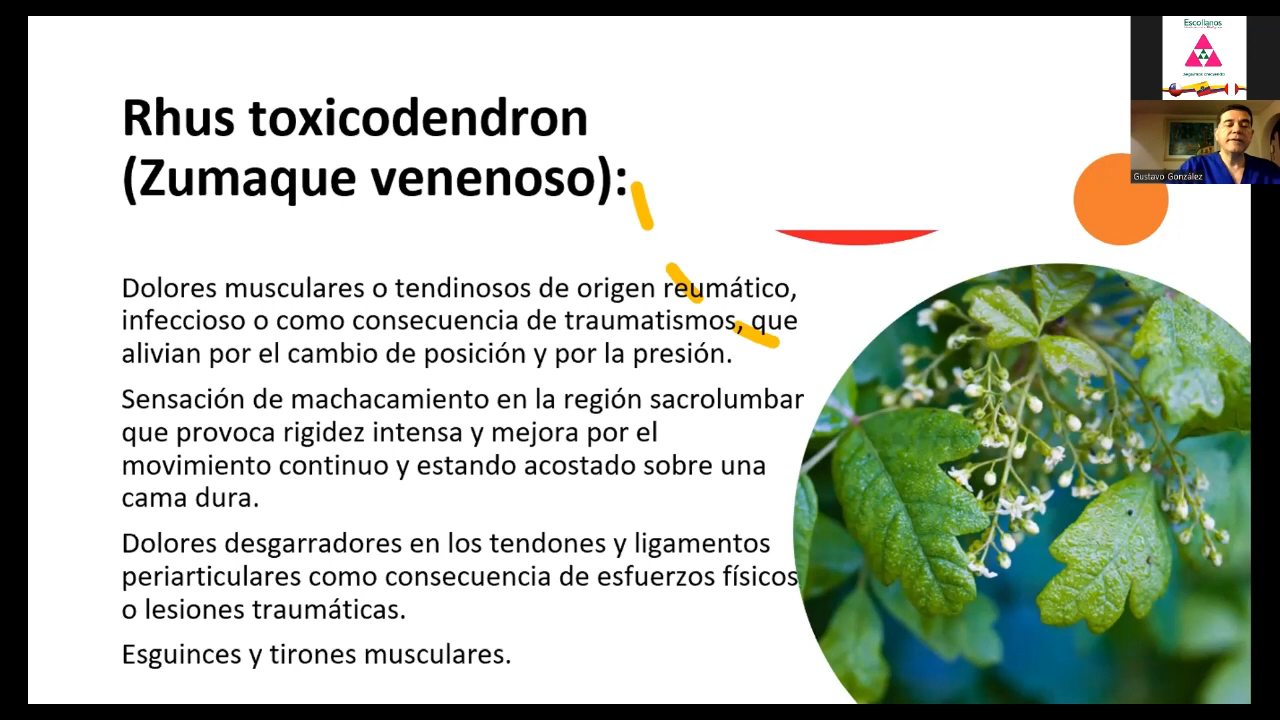 Escollanos
Rhus toxicodendron
(Zumaque venenoso):
Gustavo González
Dolores musculares o tendinosos de origen reumático,
infeccioso o como consecuencia de traumatismos, que
alivian por el cambio de posición y por la presión.
Sensación de machacamiento en la región sacrolumbar
que provoca rigidez intensa y mejora por el
movimiento continuo y estando acostado sobre una
cama dura.
Dolores desgarradores en los tendones y ligamentos
periarticulares como consecuencia de esfuerzos físicos
o lesiones traumáticas.
Esguinces y tirones musculares.